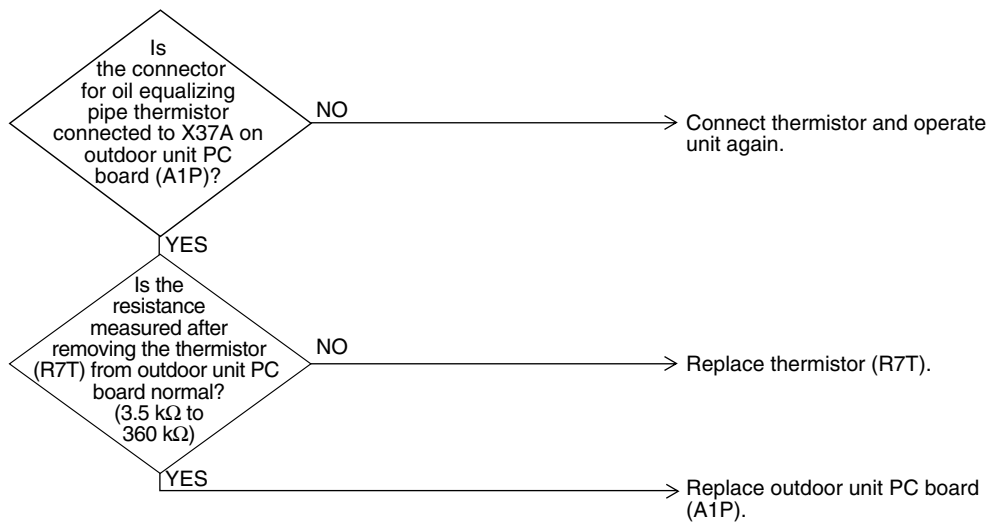 Is
the connector
for oil equalizing
pipe thermistor
connected to X37A on
outdoor unit PC
board (A1P)?
NO
Connect thermistor and operate
unit again.
YES
Is the
resistance
measured after
removing the thermistor
(R7T) from outdoor unit PC
board normal?
(3.5 kΩ to
360 kΩ)
NO
Replace thermistor (R7T).
YES
Replace outdoor unit PC board
(A1P).